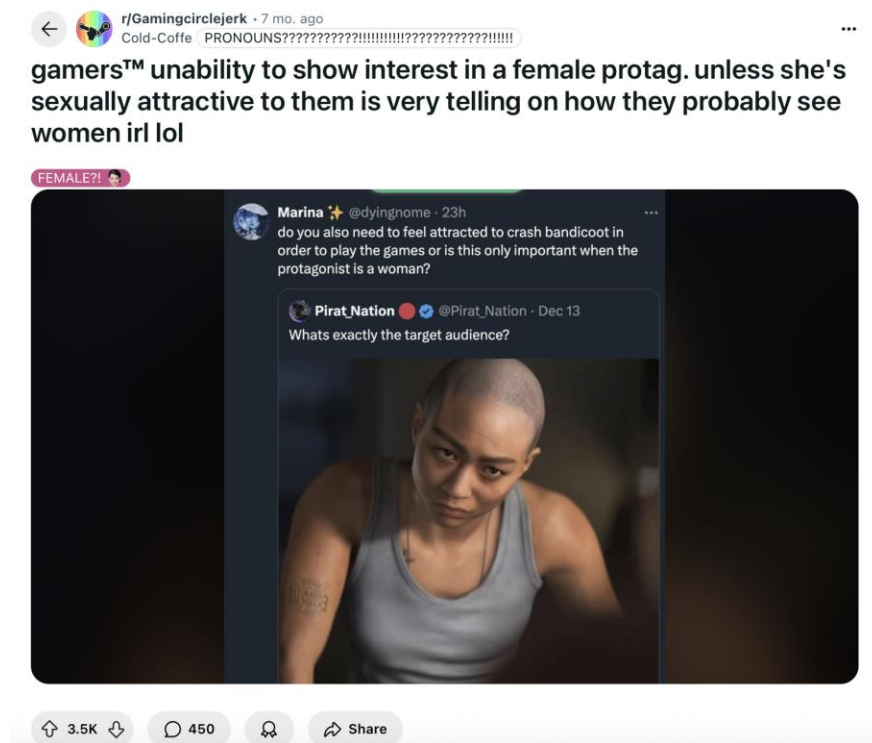 r/Gamingcirclejerk · 7 mo. ago
Cold-Coffe PRONOUNS???????????!!!!!!!!!!!!????????????!!!!!!
gamers™ unability to show interest in a female protag. unless she's
sexually attractive to them is very telling on how they probably see
women irl lol
FEMALE?!
Marina ✨ @dyingnome · 23h
do you also need to feel attracted to crash bandicoot in
order to play the games or is this only important when the
protagonist is a woman?
Pirat_Nation 🔴 @Pirat_Nation · Dec 13
Whats exactly the target audience?
3.5K
450
Share